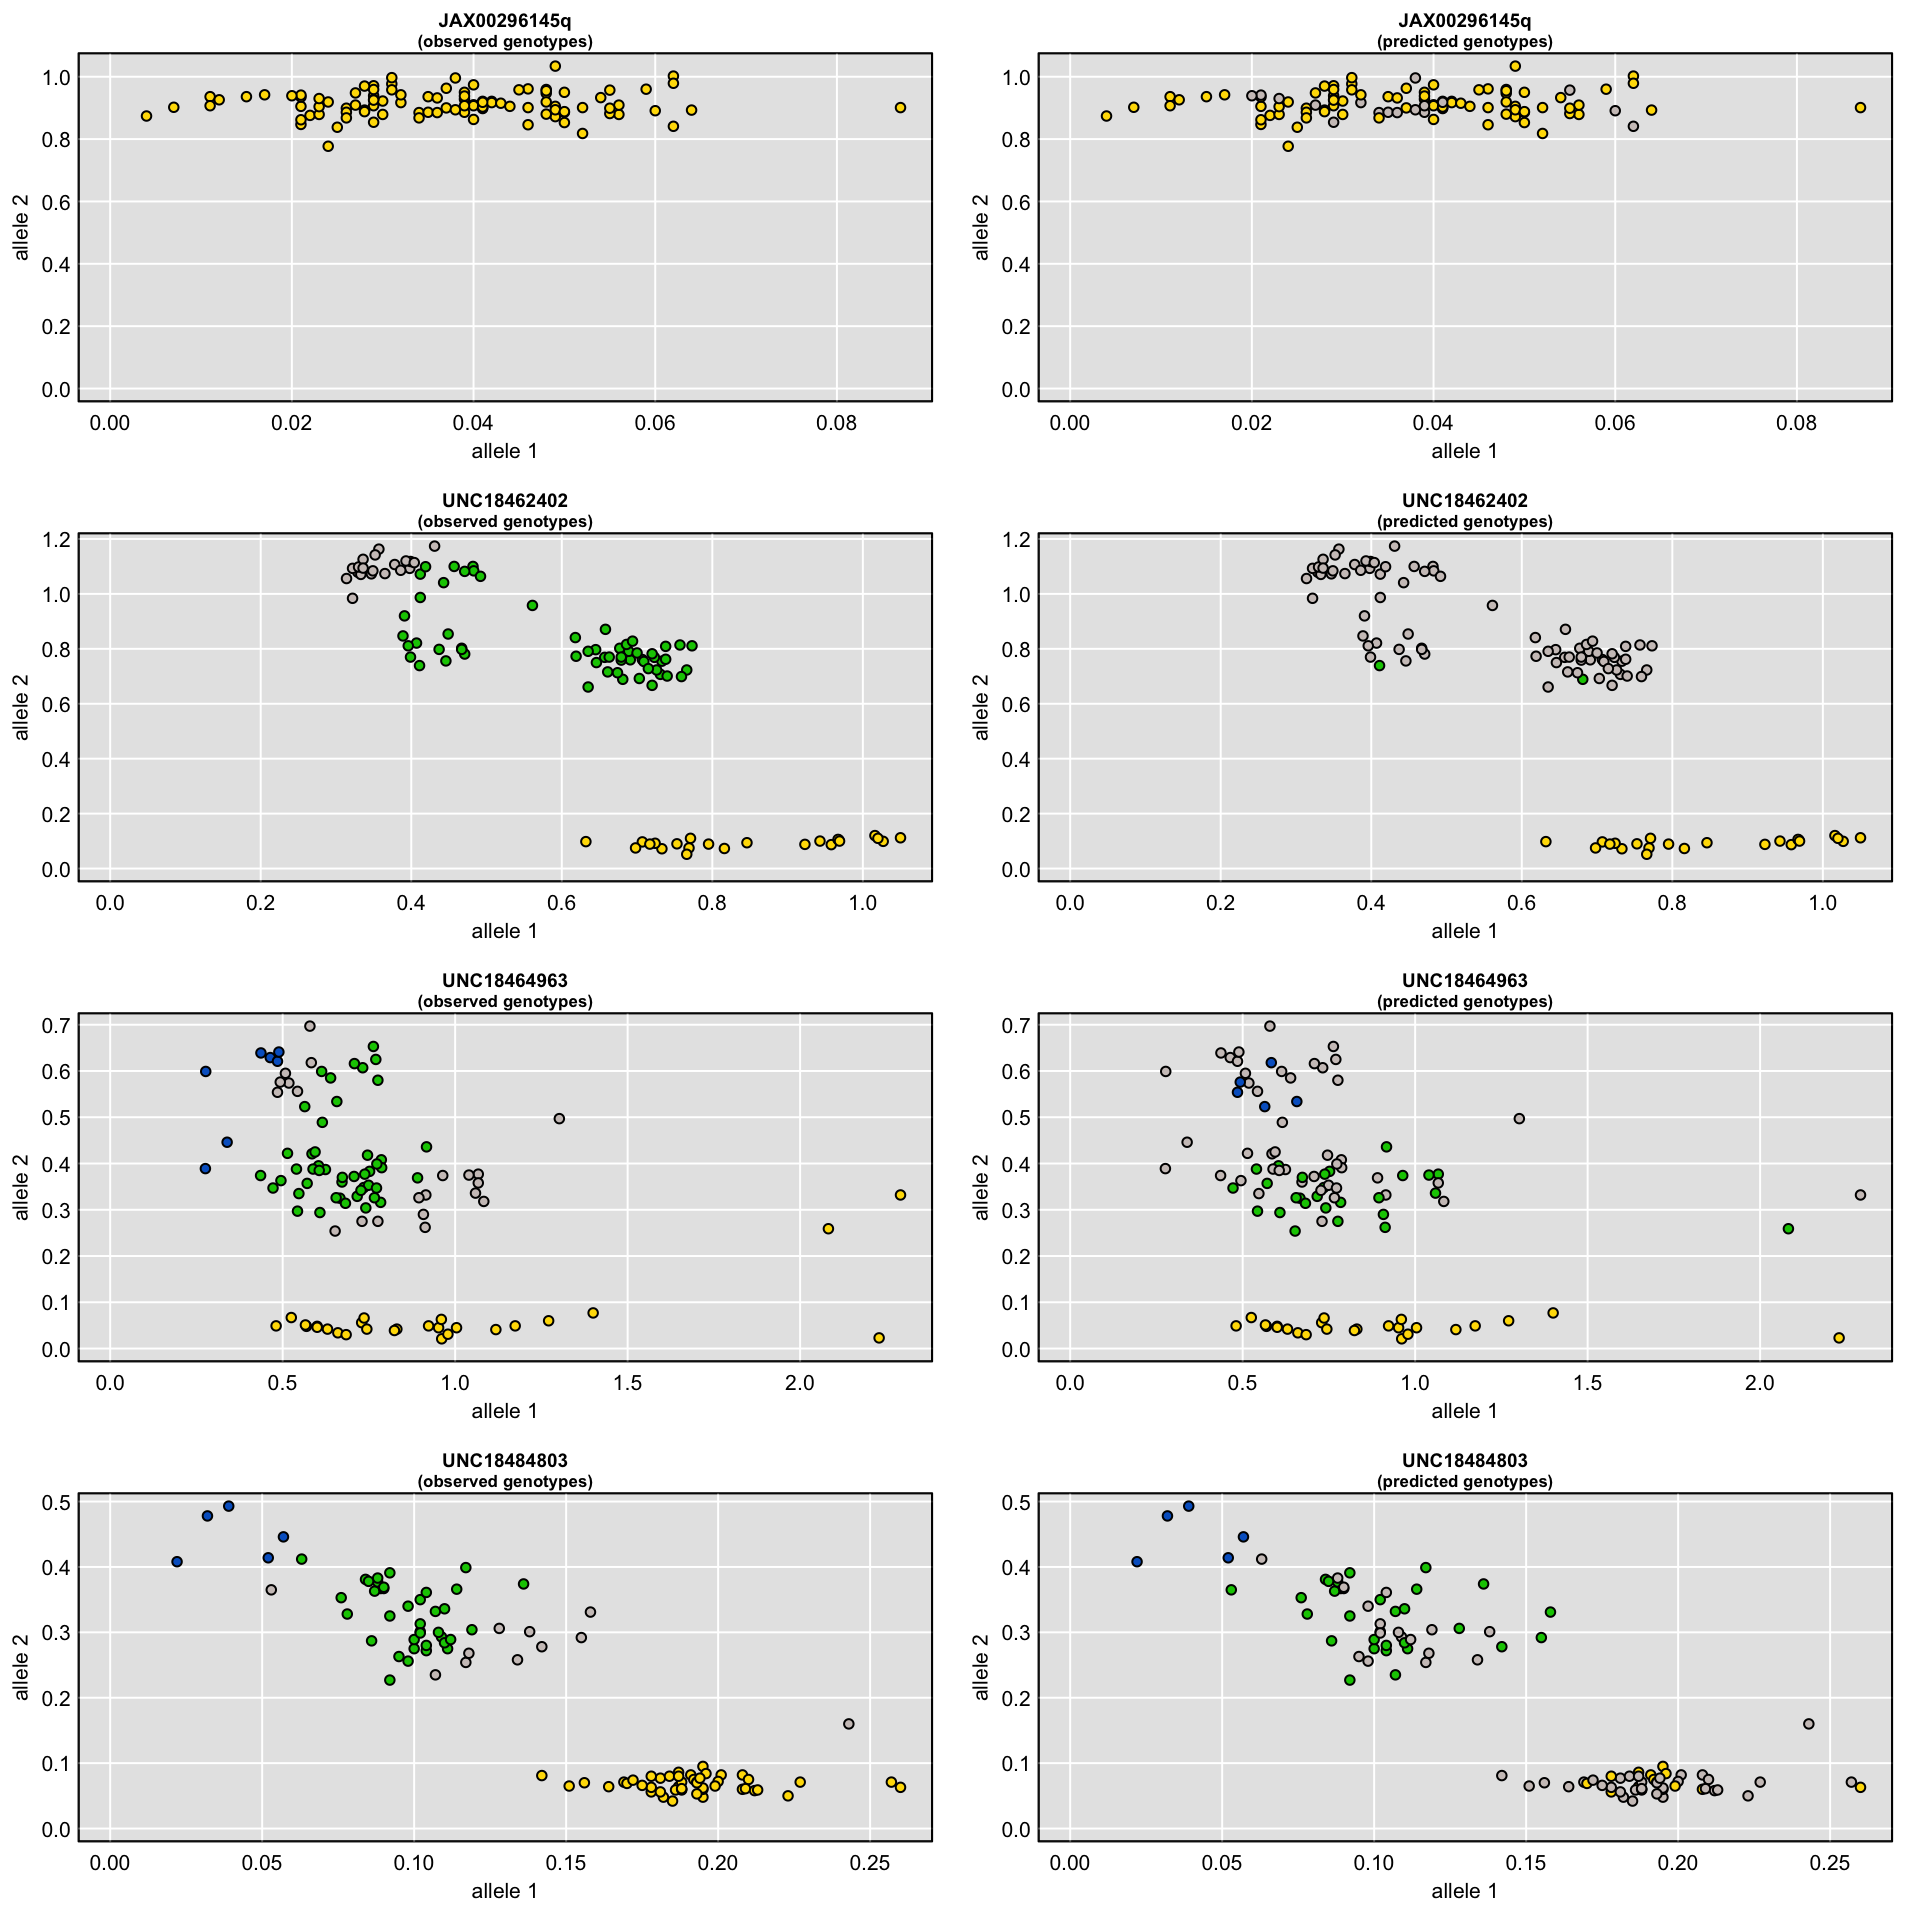 JAX00296145q
(observed genotypes)
allele 2
1.0
0.8
0.6
0.4
0.2
0.0
0.00 0.02 0.04 0.06 0.08
allele 1
JAX00296145q
(predicted genotypes)
allele 2
1.0
0.8
0.6
0.4
0.2
0.0
0.00 0.02 0.04 0.06 0.08
allele 1
UNC18462402
(observed genotypes)
allele 2
1.2
1.0
0.8
0.6
0.4
0.2
0.0
0.0 0.2 0.4 0.6 0.8 1.0
allele 1
UNC18462402
(predicted genotypes)
allele 2
1.2
1.0
0.8
0.6
0.4
0.2
0.0
0.0 0.2 0.4 0.6 0.8 1.0
allele 1
UNC18464963
(observed genotypes)
allele 2
0.7
0.6
0.5
0.4
0.3
0.2
0.1
0.0
0.0 0.5 1.0 1.5 2.0
allele 1
UNC18464963
(predicted genotypes)
allele 2
0.7
0.6
0.5
0.4
0.3
0.2
0.1
0.0
0.0 0.5 1.0 1.5 2.0
allele 1
UNC18484803
(observed genotypes)
allele 2
0.5
0.4
0.3
0.2
0.1
0.0
0.00 0.05 0.10 0.15 0.20 0.25
allele 1
UNC18484803
(predicted genotypes)
allele 2
0.5
0.4
0.3
0.2
0.1
0.0
0.00 0.05 0.10 0.15 0.20 0.25
allele 1